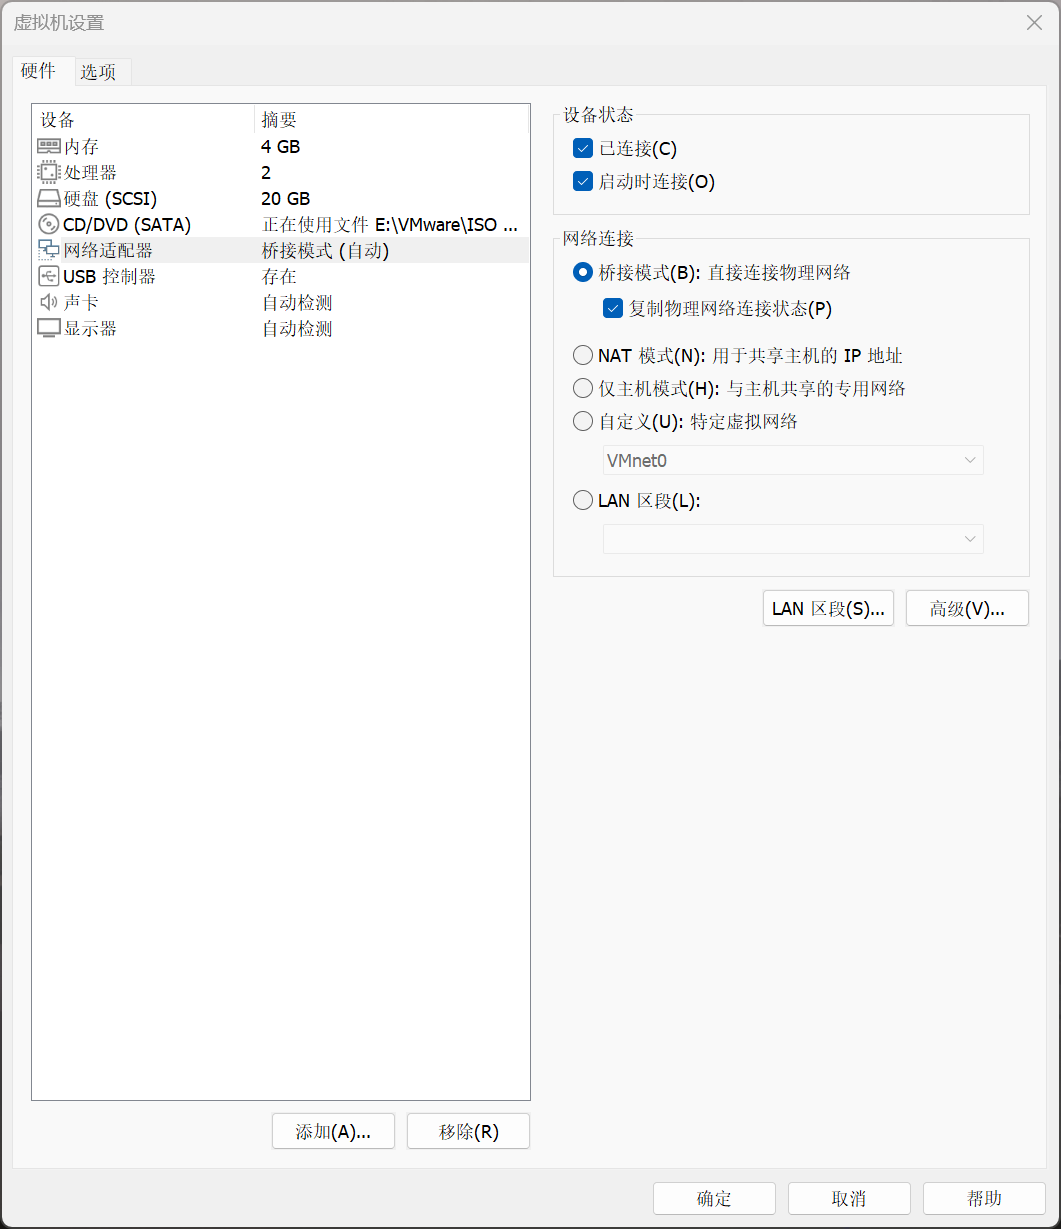 虚拟机设置
硬件 选项
设备 摘要
内存 4 GB
处理器 2
硬盘 (SCSI) 20 GB
CD/DVD (SATA) 正在使用文件 E:\VMware\ISO ...
网络适配器 桥接模式 (自动)
USB 控制器 存在
声卡 自动检测
显示器 自动检测
添加(A)... 移除(R)
设备状态
已连接(C)
启动时连接(O)
网络连接
桥接模式(B): 直接连接物理网络
复制物理网络连接状态(P)
NAT 模式(N): 用于共享主机的 IP 地址
仅主机模式(H): 与主机共享的专用网络
自定义(U): 特定虚拟网络
VMnet0
LAN 区段(L):
LAN 区段(S)... 高级(V)...
确定 取消 帮助